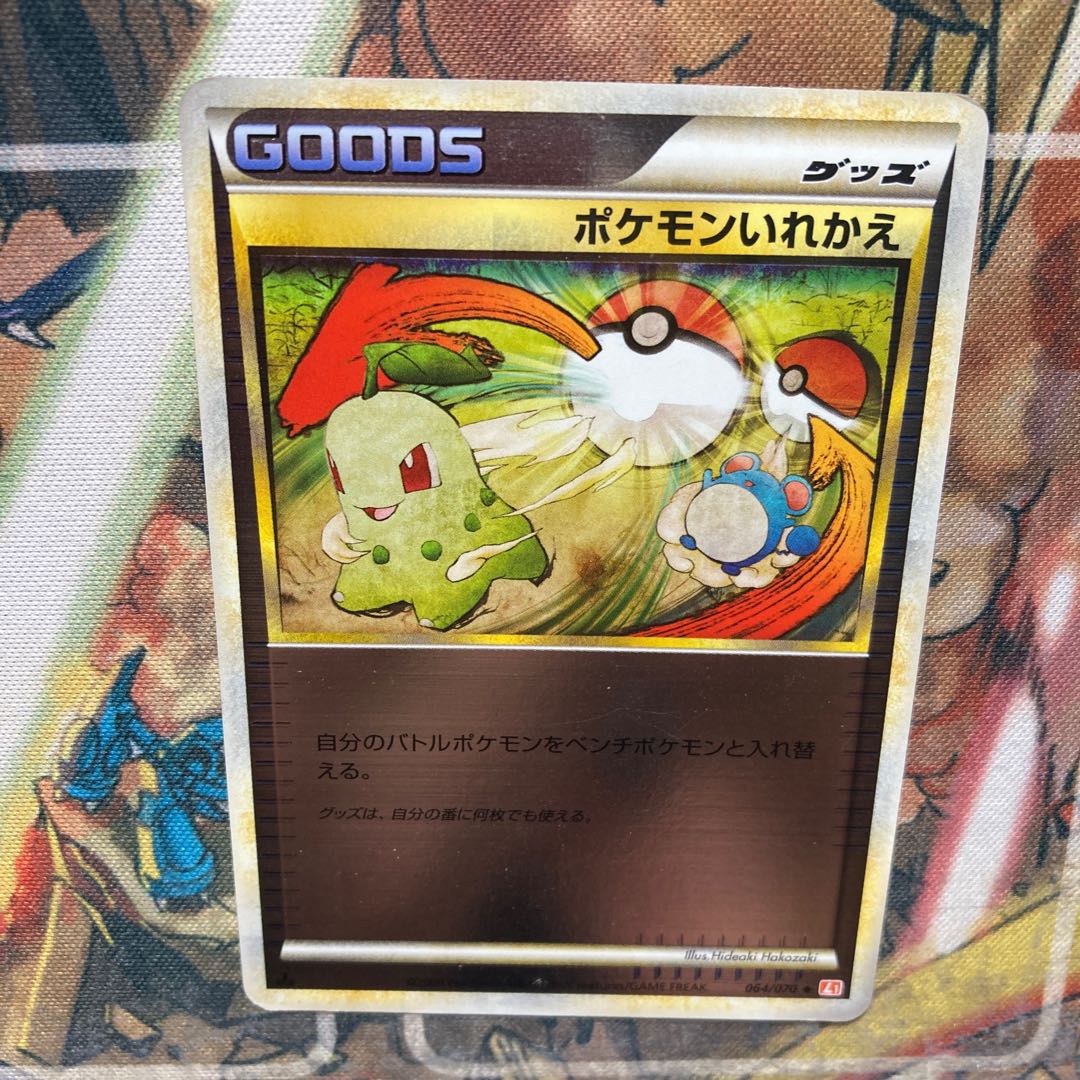 GOODS
グッズ
ポケモンいれかえ
自分のバトルポケモンをベンチポケモンと入れ替
える。
グッズは、自分の番に何枚でも使える。
Illus. Hideaki Hakozaki
/GAME FREAK.
064/070 ◆ L1